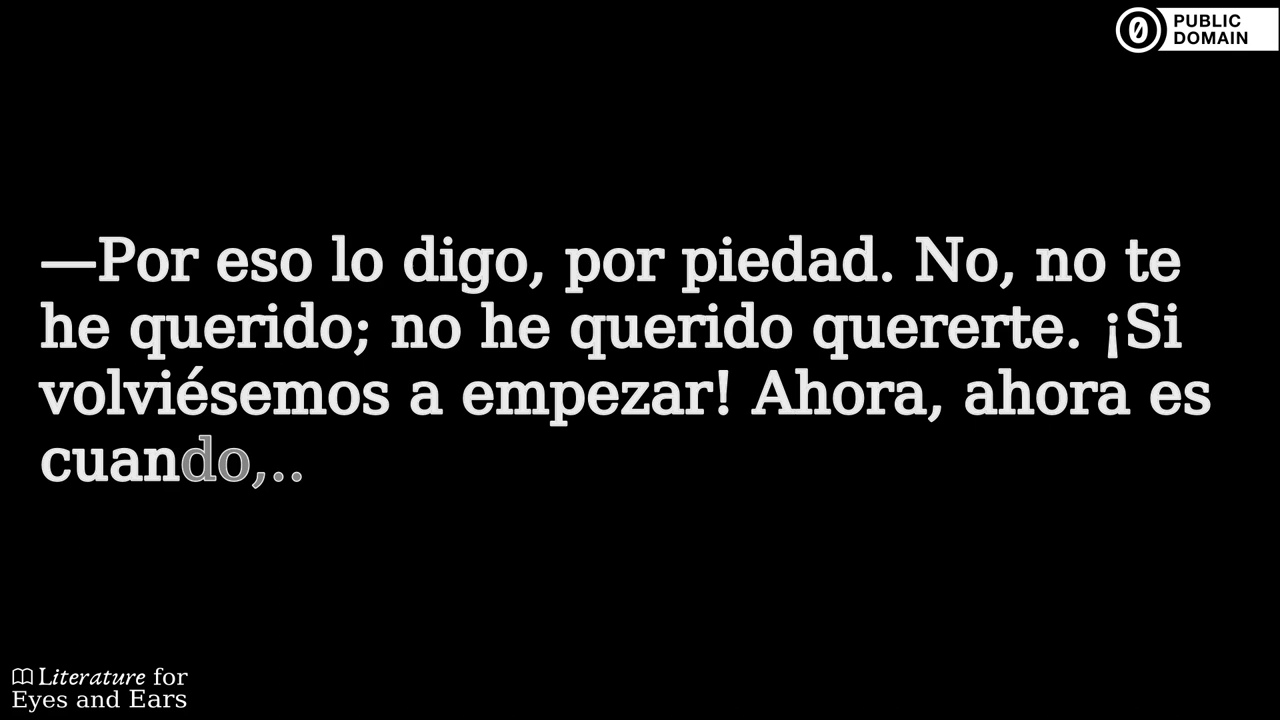 PUBLIC
DOMAIN
—Por eso lo digo, por piedad. No, no te
he querido; no he querido quererte. ¡Si
volviésemos a empezar! Ahora, ahora es
cuando,..
Literature for
Eyes and Ears